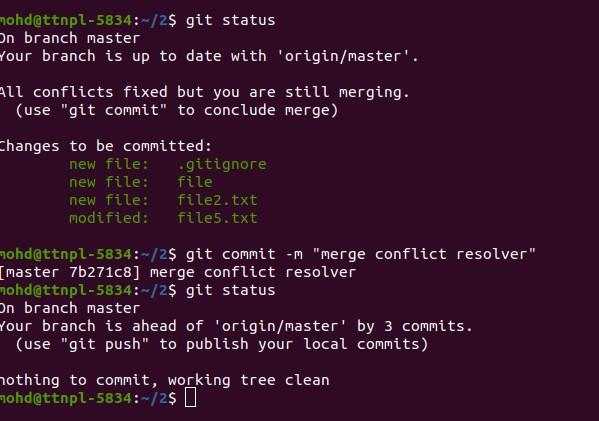 mohd@ttnpl-5834:~/2$ git status
On branch master
Your branch is up to date with 'origin/master'.
All conflicts fixed but you are still merging.
(use "git commit" to conclude merge)
Changes to be committed:
new file: .gitignore
new file: file
new file: file2.txt
modified: file5.txt
mohd@ttnpl-5834:~/2$ git commit -m "merge conflict resolver"
[master 7b271c8] merge conflict resolver
mohd@ttnpl-5834:~/2$ git status
On branch master
Your branch is ahead of 'origin/master' by 3 commits.
(use "git push" to publish your local commits)
nothing to commit, working tree clean
mohd@ttnpl-5834:~/2$